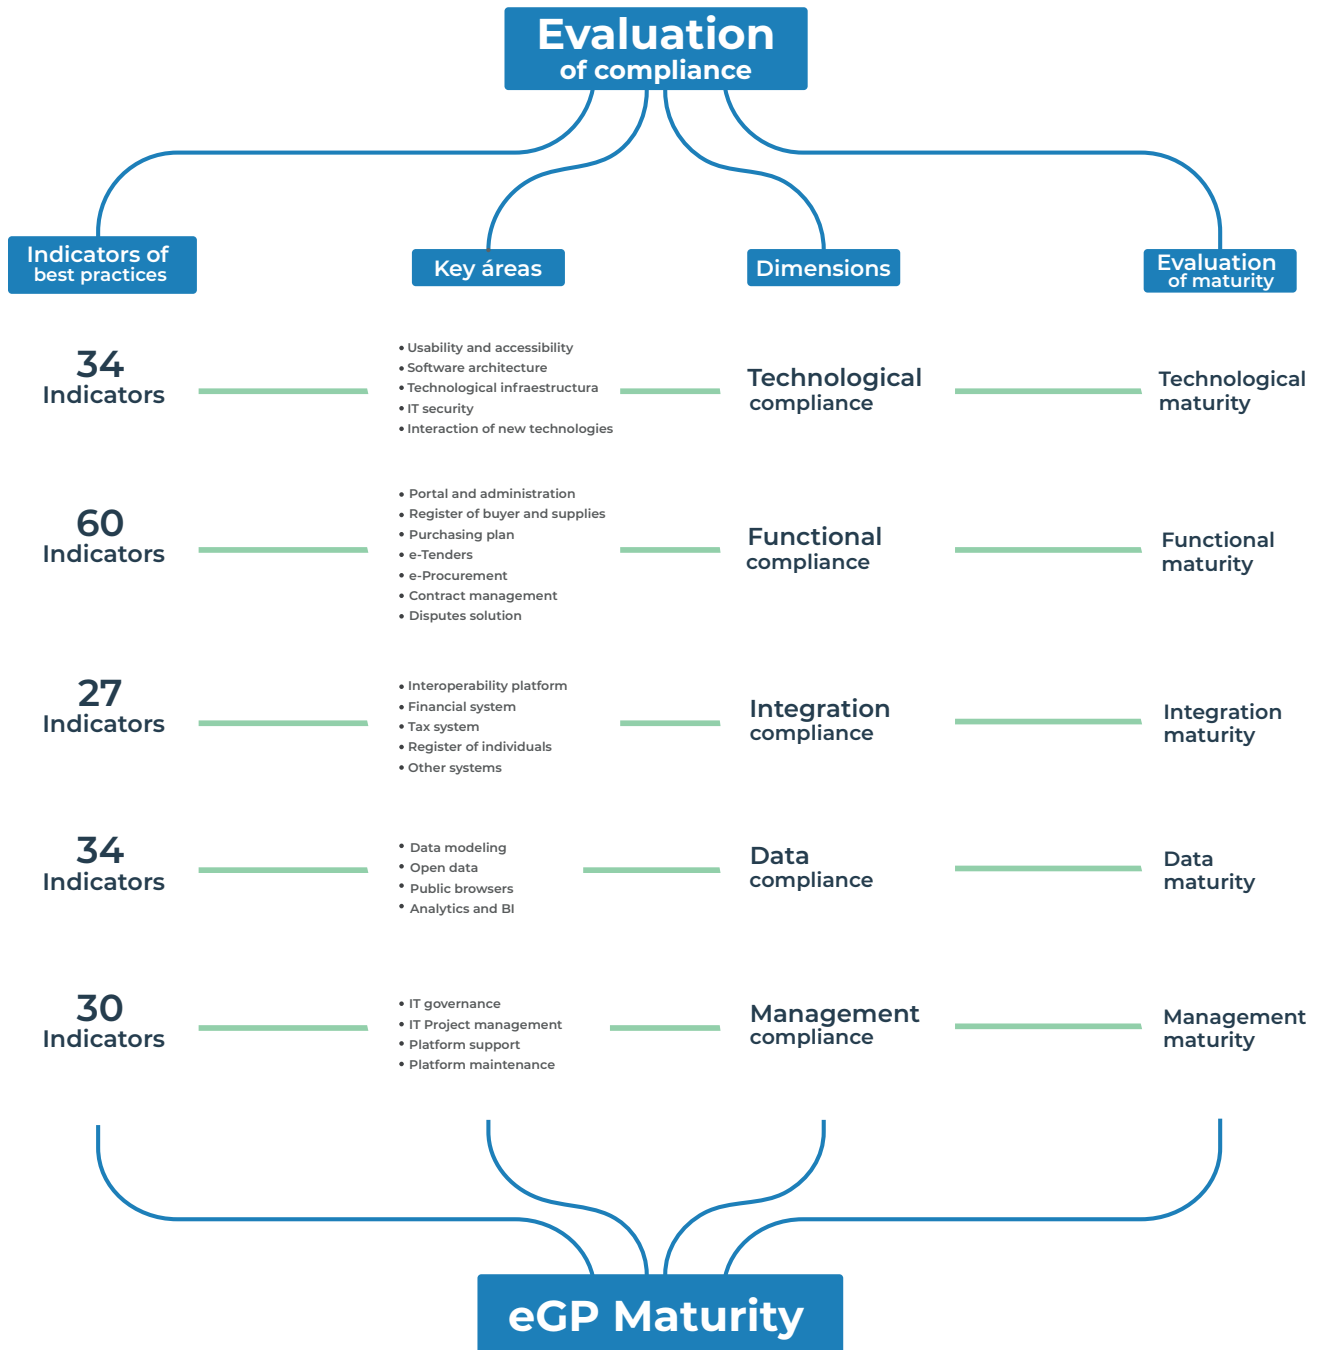 Evaluation
of compliance
Indicators of
best practices
Key áreas
Dimensions
Evaluation
of maturity
34
Indicators
• Usability and accessibility
• Software architecture
• Technological infraestructura
• IT security
• Interaction of new technologies
Technological
compliance
Technological
maturity
60
Indicators
• Portal and administration
• Register of buyer and supplies
• Purchasing plan
• e-Tenders
• e-Procurement
• Contract management
• Disputes solution
Functional
compliance
Functional
maturity
27
Indicators
• Interoperability platform
• Financial system
• Tax system
• Register of individuals
• Other systems
Integration
compliance
Integration
maturity
34
Indicators
• Data modeling
• Open data
• Public browsers
• Analytics and BI
Data
compliance
Data
maturity
30
Indicators
• IT governance
• IT Project management
• Platform support
• Platform maintenance
Management
compliance
Management
maturity
eGP Maturity